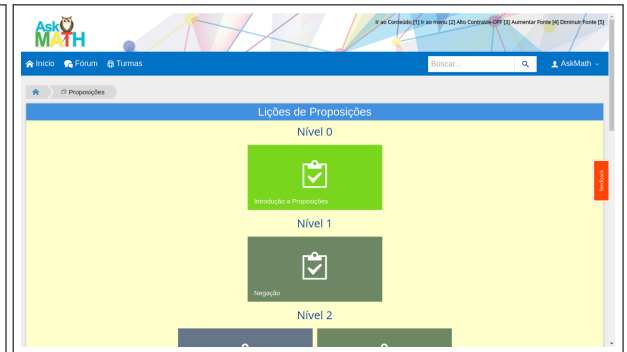 Ask
MATH
Ir ao Conteúdo [1] Ir ao menu [2] Alto Contraste-OFF [3] Aumentar Fonte [4] Diminuir Fonte [5]
Início Fórum Turmas Buscar... AskMath
Proposições
Lições de Proposições
Nível 0
Introdução a Proposições
feedback
Nível 1
Negação
Nível 2